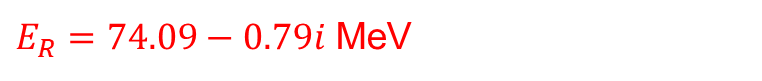 E_R = 74.09 − 0.79i MeV